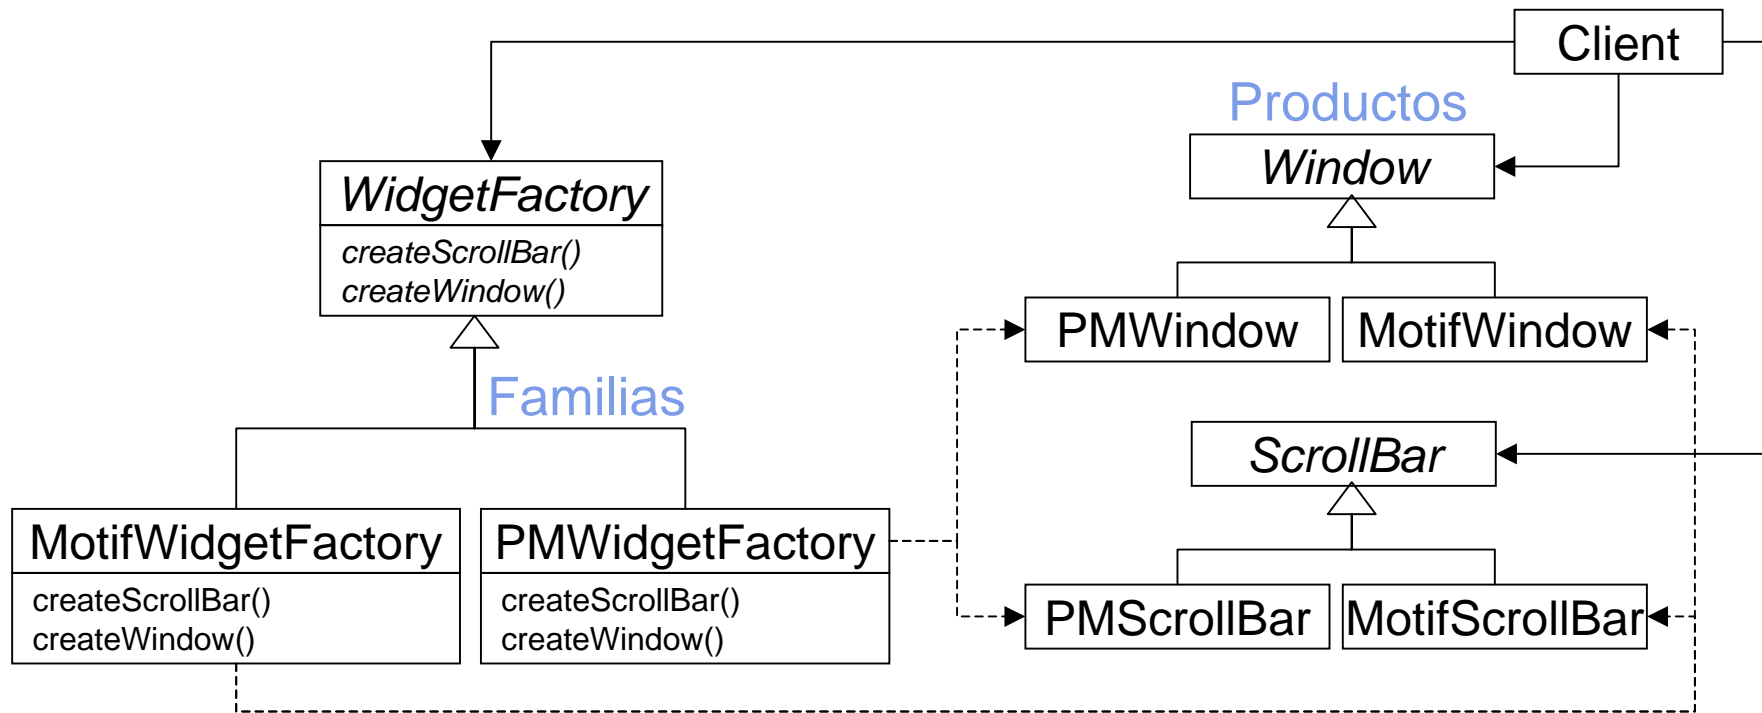 Client
Productos
Window
WidgetFactory
createScrollBar()
createWindow()
PMWindow
MotifWindow
Familias
ScrollBar
MotifWidgetFactory
createScrollBar()
createWindow()
PMWidgetFactory
createScrollBar()
createWindow()
PMScrollBar
MotifScrollBar